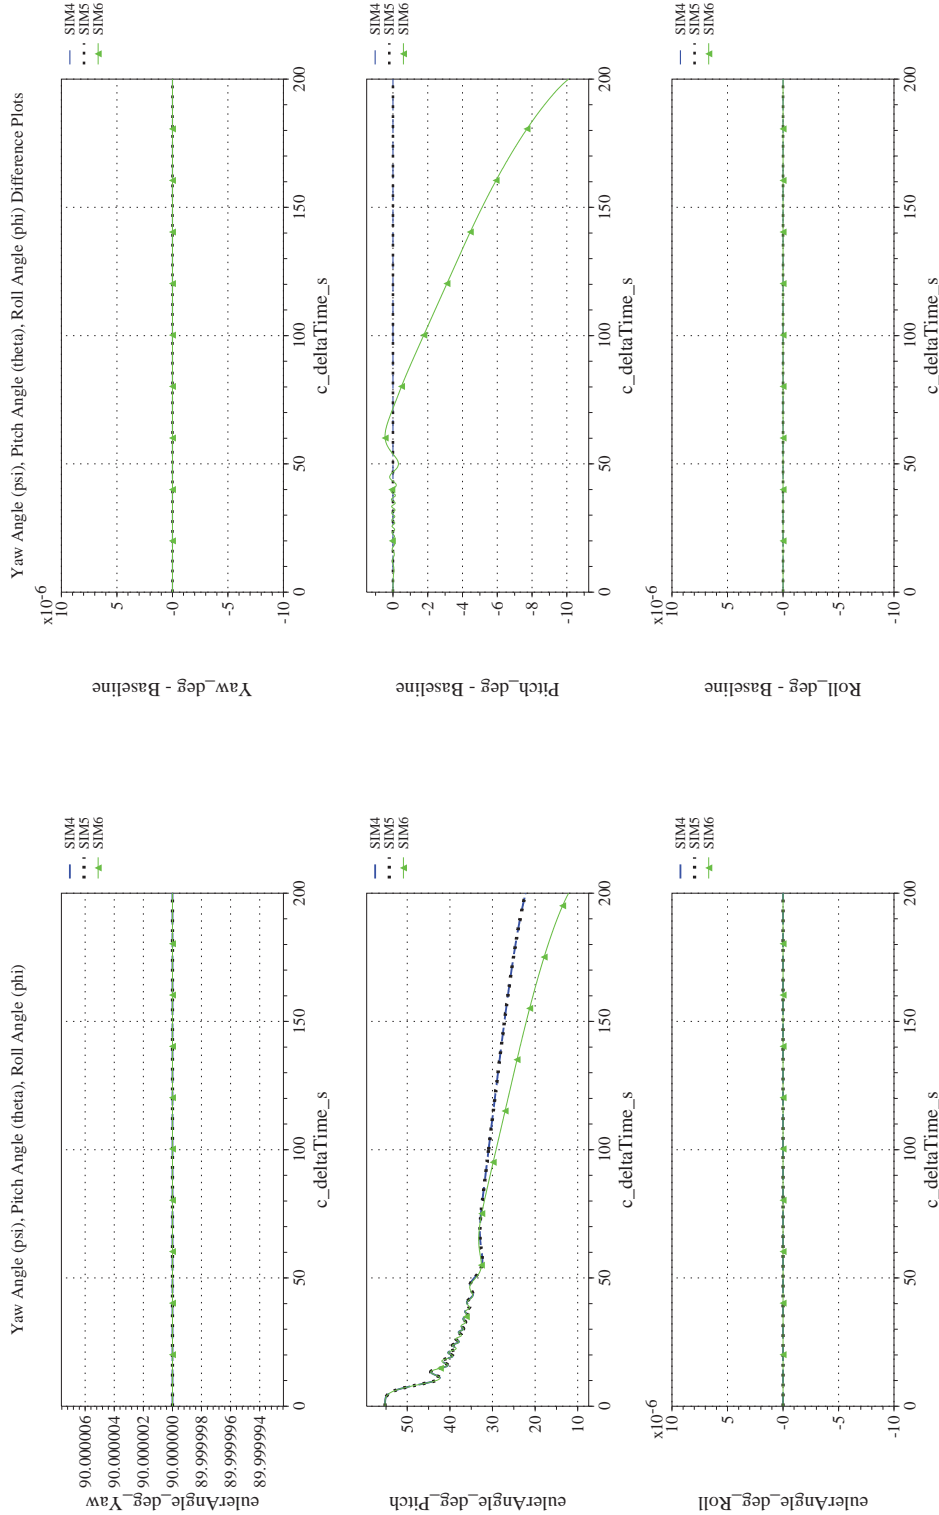 Yaw Angle (psi), Pitch Angle (theta), Roll Angle (phi) Difference Plots
x10-6
10
5
-0
-5
-10
Yaw_deg - Baseline
0
50
100
150
200
c_deltaTime_s
SIM4
SIM5
SIM6
0
-2
-4
-6
-8
-10
Pitch_deg - Baseline
0
50
100
150
200
c_deltaTime_s
SIM4
SIM5
SIM6
x10-6
10
5
-0
-5
-10
Roll_deg - Baseline
0
50
100
150
200
c_deltaTime_s
SIM4
SIM5
SIM6
Yaw Angle (psi), Pitch Angle (theta), Roll Angle (phi)
90.000006
90.000004
90.000002
90.000000
89.999998
89.999996
89.999994
eulerAngle_deg_Yaw
0
50
100
150
200
c_deltaTime_s
SIM4
SIM5
SIM6
50
40
30
20
10
eulerAngle_deg_Pitch
0
50
100
150
200
c_deltaTime_s
SIM4
SIM5
SIM6
x10-6
10
5
-0
-5
-10
eulerAngle_deg_Roll
0
50
100
150
200
c_deltaTime_s
SIM4
SIM5
SIM6